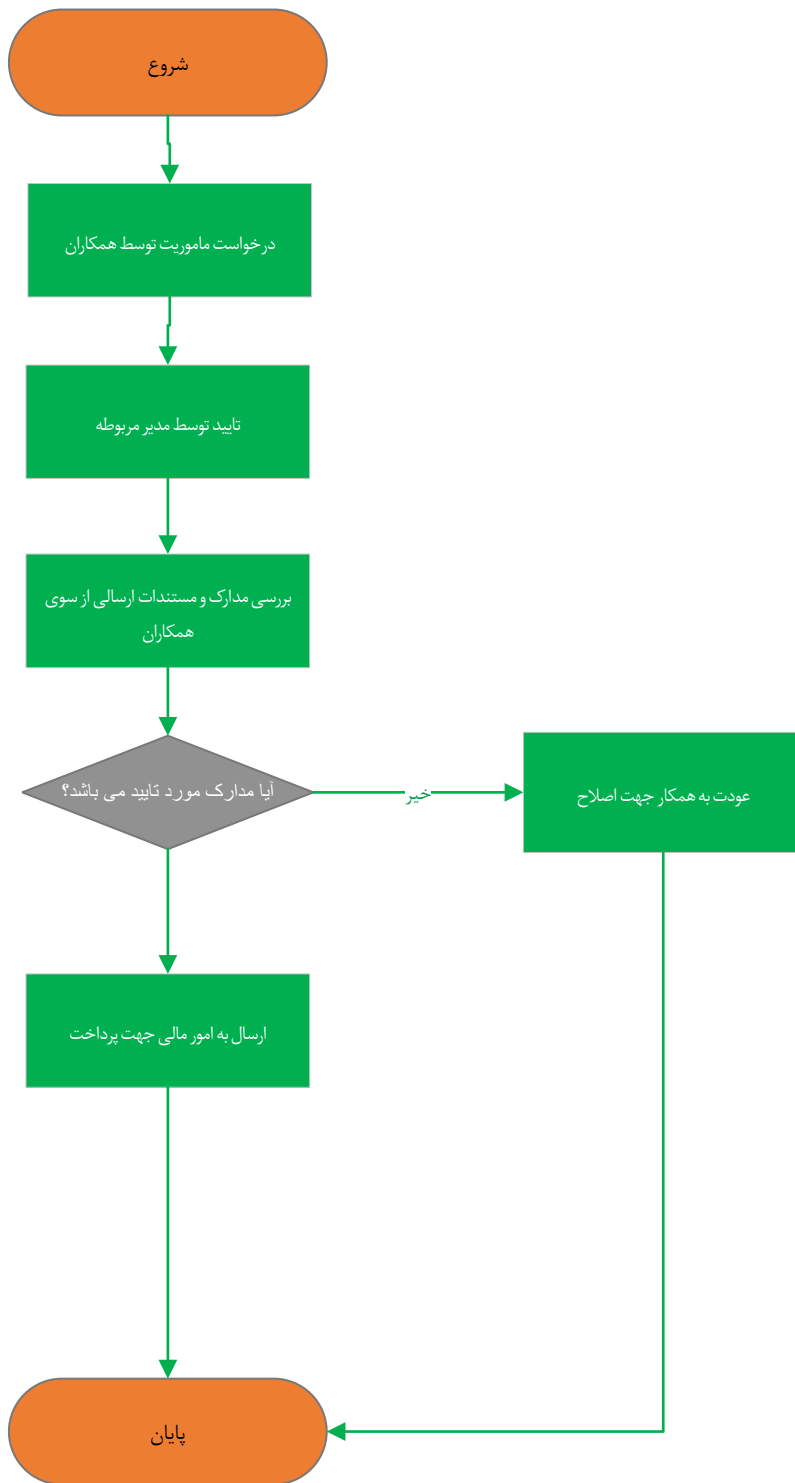 شروع
درخواست ماموریت توسط همکاران
تایید توسط مدیر مربوطه
بررسی مدارک و مستندات ارسالی از سوی
همکاران
آیا مدارک مورد تایید می باشد؟
خیر
عودت به همکار جهت اصلاح
ارسال به امور مالی جهت پرداخت
پایان